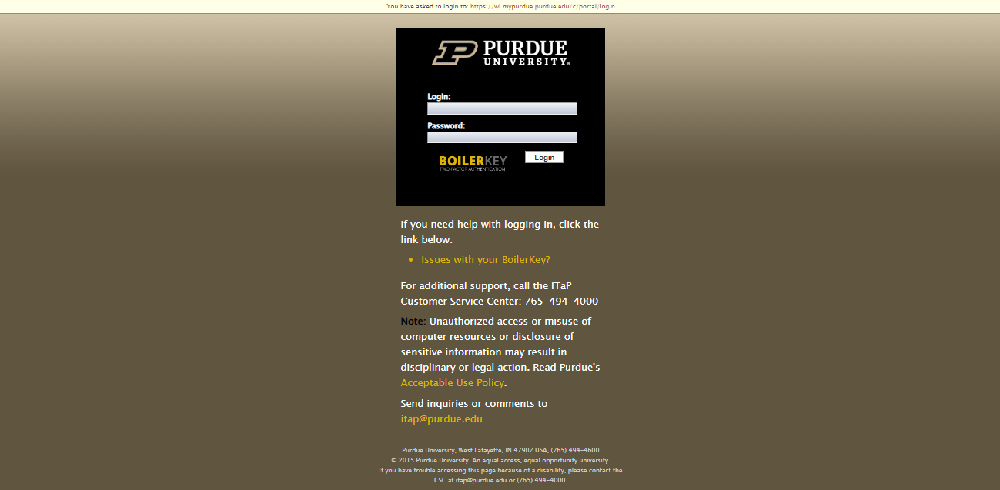 You have asked to login to: https://wl.mypurdue.purdue.edu/c/portal/login
P PURDUE
UNIVERSITY®
Login:
Password:
BOILERKEY
TWO-FACTOR AUTHENTICATION
Login
If you need help with logging in, click the
link below:
• Issues with your BoilerKey?
For additional support, call the ITaP
Customer Service Center: 765-494-4000
Note: Unauthorized access or misuse of
computer resources or disclosure of
sensitive information may result in
disciplinary or legal action. Read Purdue's
Acceptable Use Policy.
Send inquiries or comments to
itap@purdue.edu
Purdue University, West Lafayette, IN 47907 USA, (765) 494-4600
© 2015 Purdue University. An equal access, equal opportunity university.
If you have trouble accessing this page because of a disability, please contact the
CSC at itap@purdue.edu or (765) 494-4000.